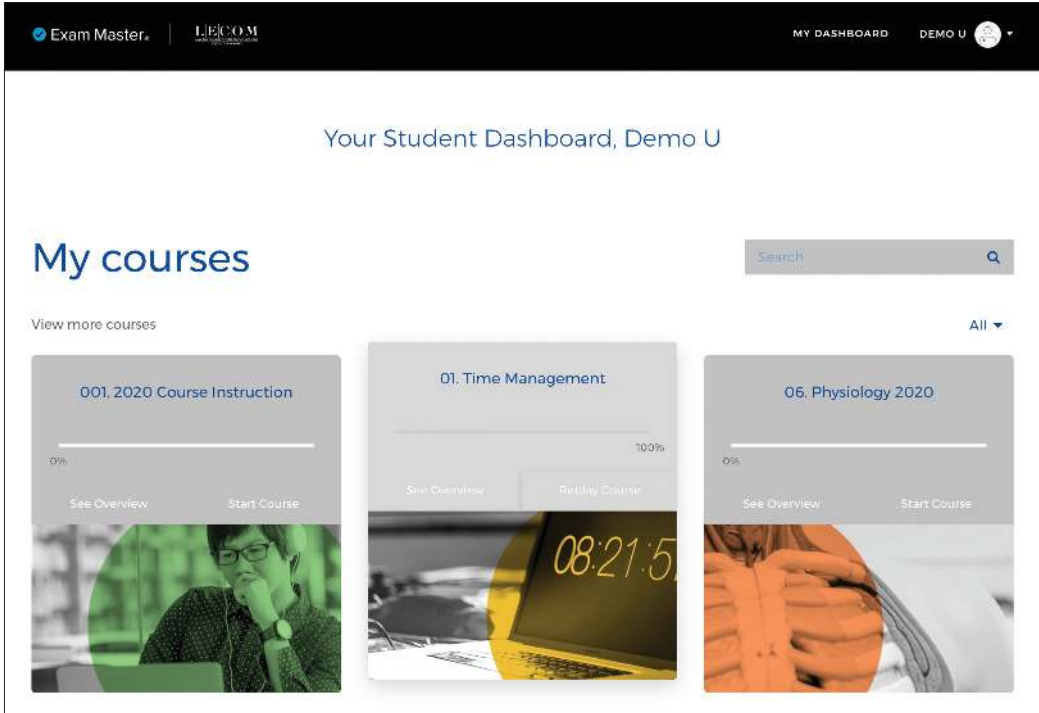 Exam Master®
L|E|C|O|M
MY DASHBOARD
DEMO U
Your Student Dashboard, Demo U
My courses
Search
View more courses
All
001. 2020 Course Instruction
0%
See Overview
Start Course
01. Time Management
100%
See Overview
Replay Course
08:21:5
06. Physiology 2020
0%
See Overview
Start Course